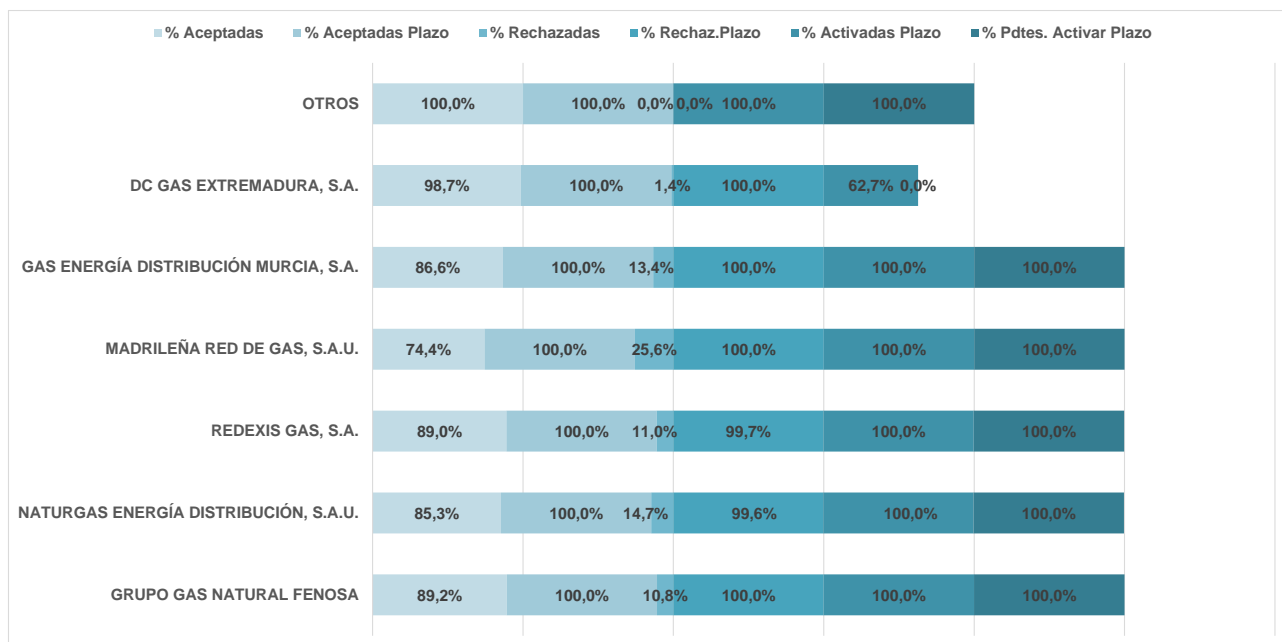 % Aceptadas % Aceptadas Plazo % Rechazadas % Rechaz.Plazo % Activadas Plazo % Pdtes. Activar Plazo
OTROS 100,0% 100,0% 0,0% 0,0% 100,0% 100,0%
DC GAS EXTREMADURA, S.A. 98,7% 100,0% 1,4% 100,0% 62,7% 0,0%
GAS ENERGÍA DISTRIBUCIÓN MURCIA, S.A. 86,6% 100,0% 13,4% 100,0% 100,0% 100,0%
MADRILEÑA RED DE GAS, S.A.U. 74,4% 100,0% 25,6% 100,0% 100,0% 100,0%
REDEXIS GAS, S.A. 89,0% 100,0% 11,0% 99,7% 100,0% 100,0%
NATURGAS ENERGÍA DISTRIBUCIÓN, S.A.U. 85,3% 100,0% 14,7% 99,6% 100,0% 100,0%
GRUPO GAS NATURAL FENOSA 89,2% 100,0% 10,8% 100,0% 100,0% 100,0%